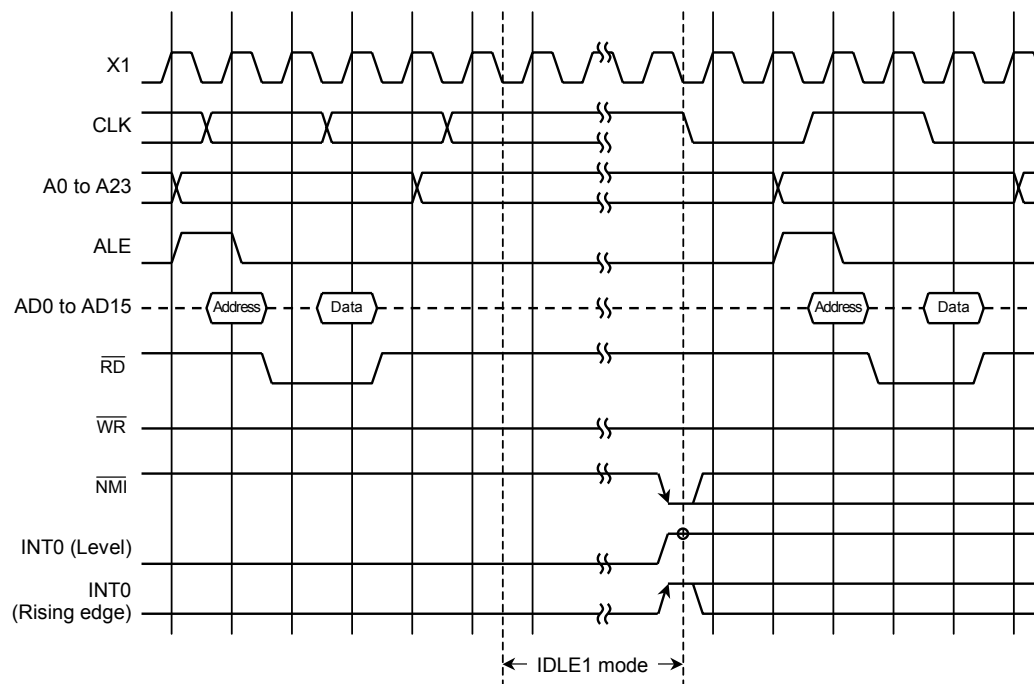 X1
CLK
A0 to A23
ALE
AD0 to AD15
Address
Data
Address
Data
RD
WR
NMI
INT0 (Level)
INT0
(Rising edge)
IDLE1 mode